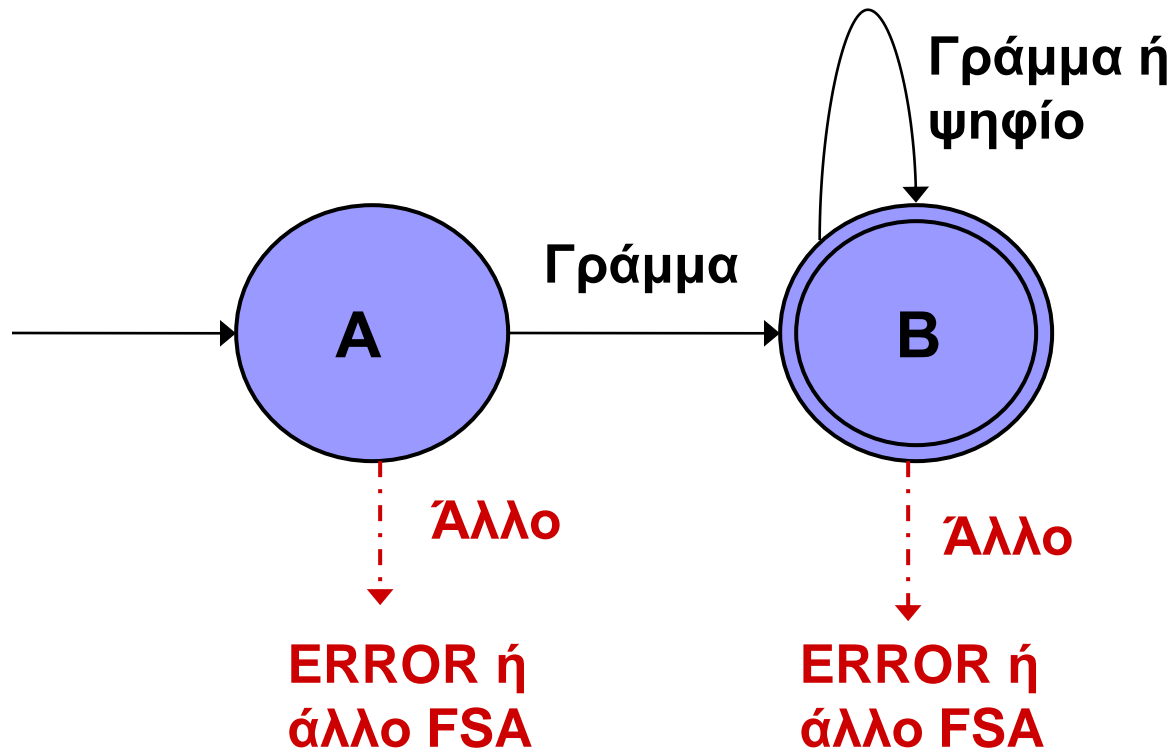 Γράμμα ή
ψηφίο
Γράμμα
A
B
Άλλο
Άλλο
ERROR ή
άλλο FSA
ERROR ή
άλλο FSA